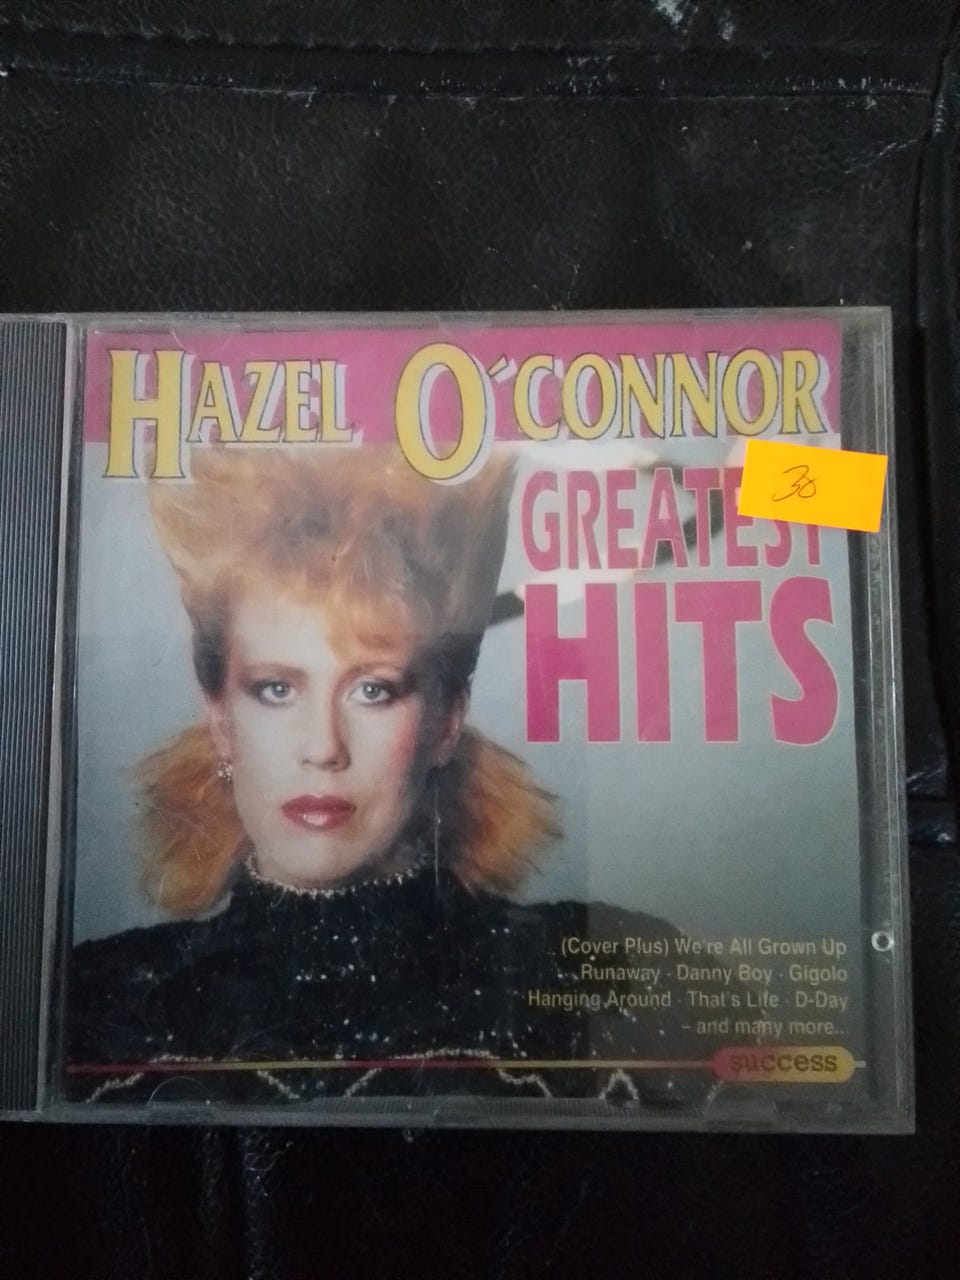 HAZEL O'CONNOR
GREATEST
HITS
30
(Cover Plus) We're All Grown Up
Runaway · Danny Boy · Gigolo
Hanging Around · That's Life · D-Day
– and many more...
success